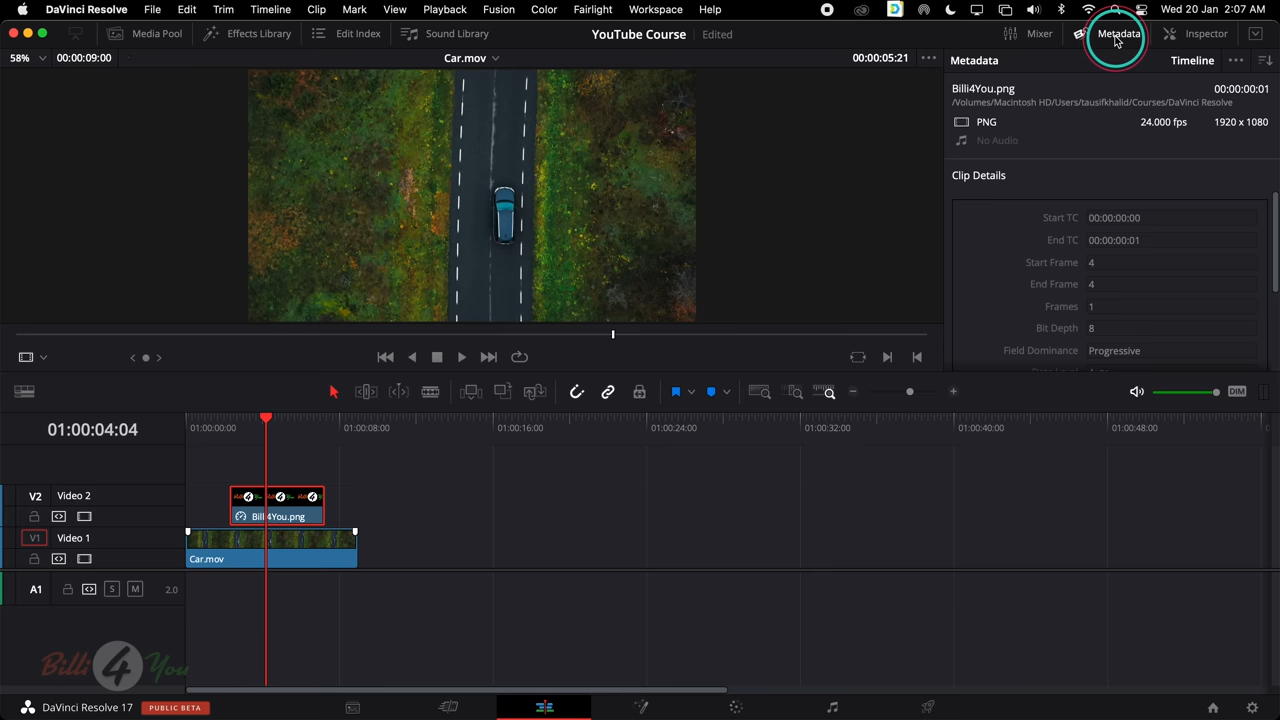 DaVinci Resolve File Edit Trim Timeline Clip Mark View Playback Fusion Color Fairlight Workspace Help Wed 20 Jan 2:07 AM
Media Pool Effects Library Edit Index Sound Library YouTube Course Edited Mixer Metadata Inspector
58% 00:00:09:00 Car.mov 00:00:05:21 Metadata Timeline
Billi4You.png 00:00:00:01
/Volumes/Macintosh HD/Users/tausifkhalid/Courses/DaVinci Resolve
PNG 24.000 fps 1920 x 1080
No Audio
Clip Details
Start TC 00:00:00:00
End TC 00:00:00:01
Start Frame 4
End Frame 4
Frames 1
Bit Depth 8
Field Dominance Progressive
DIM
01:00:04:04 01:00:00:00 01:00:08:00 01:00:16:00 01:00:24:00 01:00:32:00 01:00:40:00 01:00:48:00
V2 Video 2
Billi4You.png
V1 Video 1
Car.mov
A1 S M 2.0
Billi 4 You
DaVinci Resolve 17 PUBLIC BETA